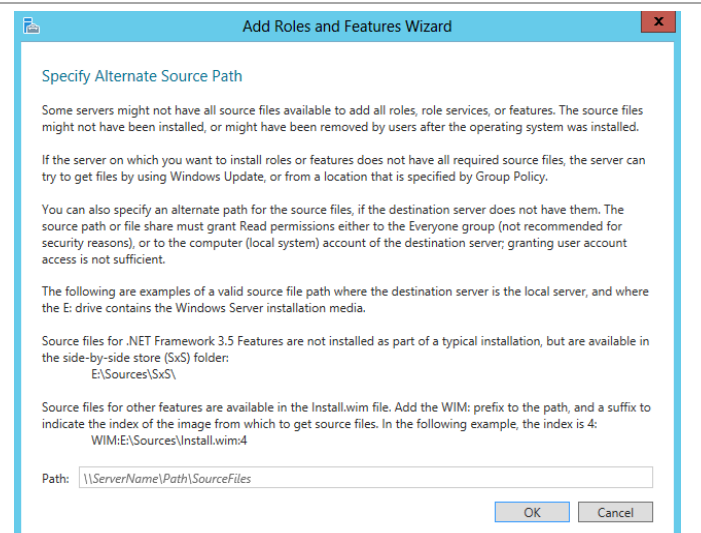 Add Roles and Features Wizard
x
Specify Alternate Source Path
Some servers might not have all source files available to add all roles, role services, or features. The source files
might not have been installed, or might have been removed by users after the operating system was installed.
If the server on which you want to install roles or features does not have all required source files, the server can
try to get files by using Windows Update, or from a location that is specified by Group Policy.
You can also specify an alternate path for the source files, if the destination server does not have them. The
source path or file share must grant Read permissions either to the Everyone group (not recommended for
security reasons), or to the computer (local system) account of the destination server; granting user account
access is not sufficient.
The following are examples of a valid source file path where the destination server is the local server, and where
the E: drive contains the Windows Server installation media.
Source files for .NET Framework 3.5 Features are not installed as part of a typical installation, but are available in
the side-by-side store (SxS) folder:
E:\Sources\SxS\
Source files for other features are available in the Install.wim file. Add the WIM: prefix to the path, and a suffix to
indicate the index of the image from which to get source files. In the following example, the index is 4:
WIM:E:\Sources\Install.wim:4
Path: \\ServerName\Path\SourceFiles
OK Cancel